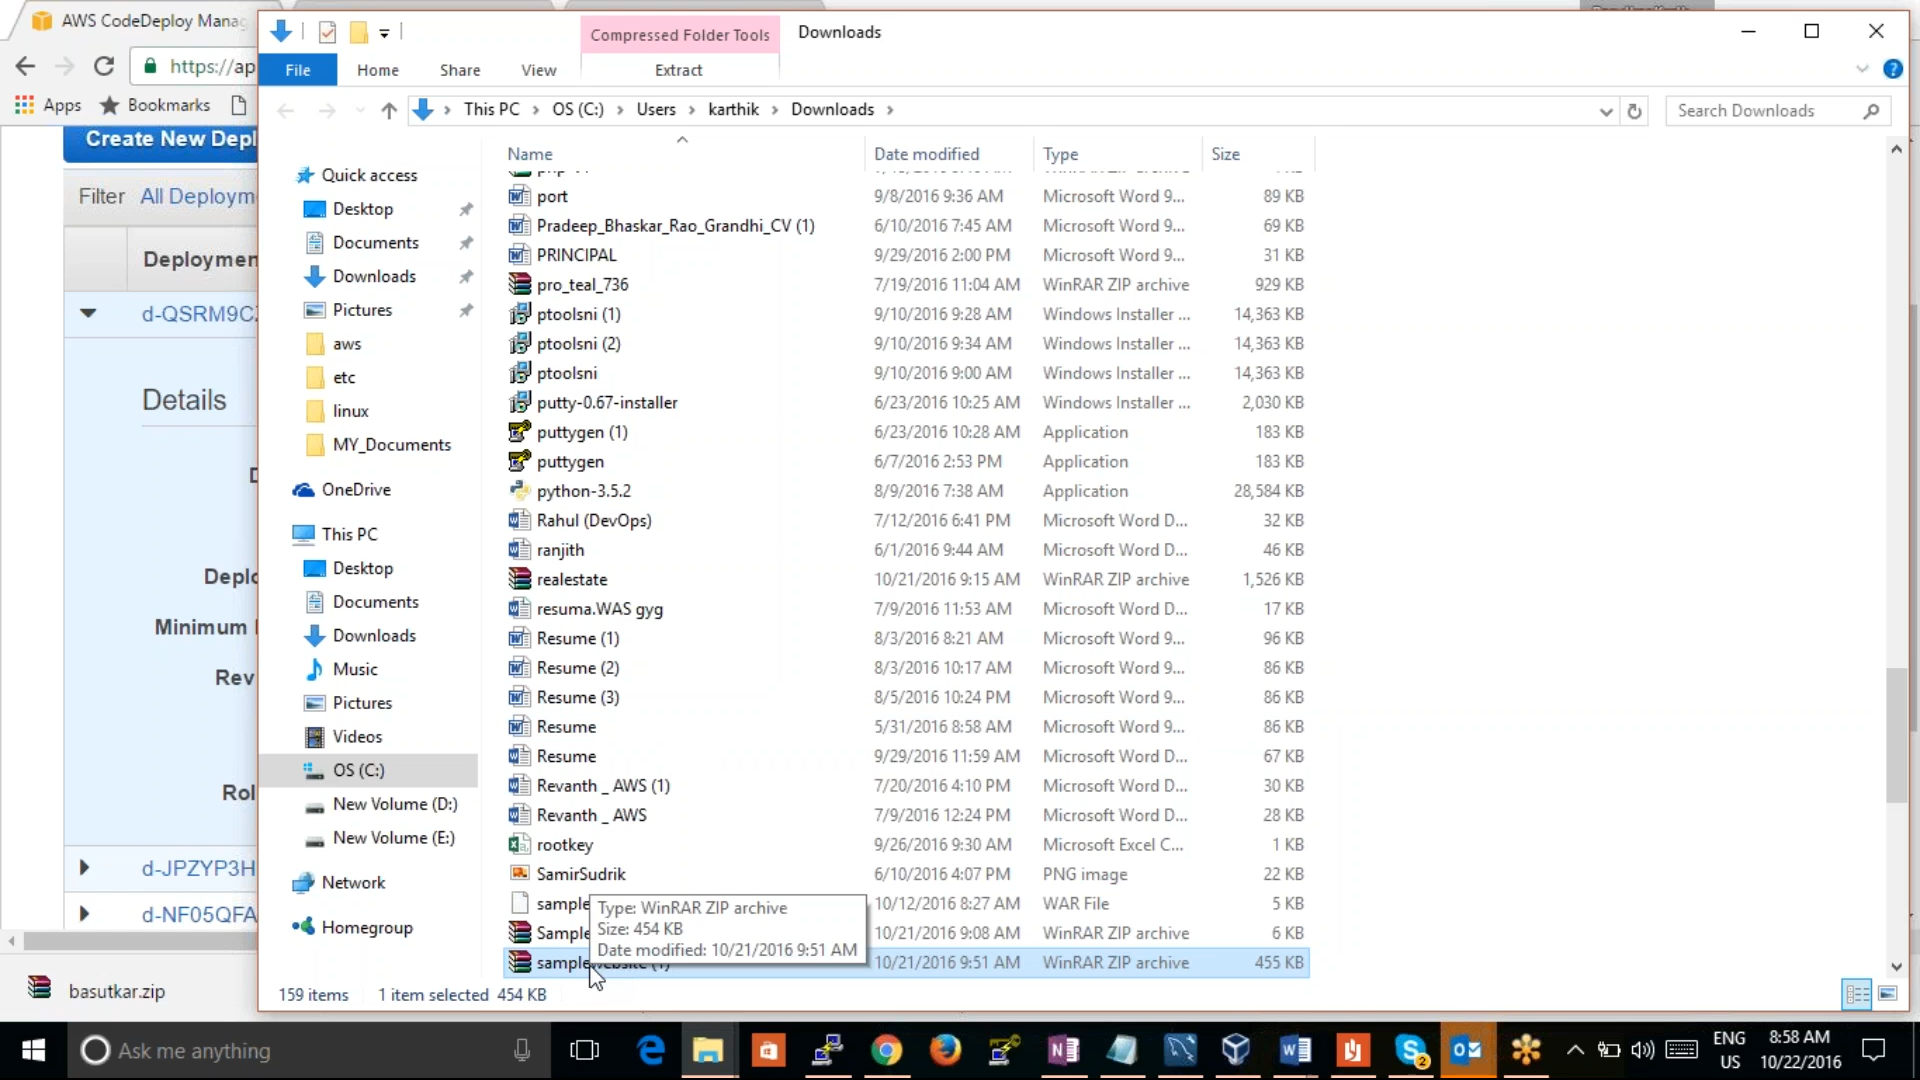 AWS CodeDeploy Mana
Compressed Folder Tools
Downloads
File
Home
Share
View
Extract
https://ap
Apps
Bookmarks
This PC
OS (C:)
Users
karthik
Downloads
Search Downloads
Create New Depl
Filter
All Deploym
Deploymen
d-QSRM9C
Details
Deplo
Minimum
Rev
Rol
d-JPZYP3H
d-NF05QFA
Quick access
Desktop
Documents
Downloads
Pictures
aws
etc
linux
MY_Documents
OneDrive
This PC
Desktop
Documents
Downloads
Music
Pictures
Videos
OS (C:)
New Volume (D:)
New Volume (E:)
Network
Homegroup
Name Date modified Type Size
port 9/8/2016 9:36 AM Microsoft Word 9... 89 KB
Pradeep_Bhaskar_Rao_Grandhi_CV (1) 6/10/2016 7:45 AM Microsoft Word 9... 69 KB
PRINCIPAL 9/29/2016 2:00 PM Microsoft Word 9... 31 KB
pro_teal_736 7/19/2016 11:04 AM WinRAR ZIP archive 929 KB
ptoolsni (1) 9/10/2016 9:28 AM Windows Installer ... 14,363 KB
ptoolsni (2) 9/10/2016 9:34 AM Windows Installer ... 14,363 KB
ptoolsni 9/10/2016 9:00 AM Windows Installer ... 14,363 KB
putty-0.67-installer 6/23/2016 10:25 AM Windows Installer ... 2,030 KB
puttygen (1) 6/23/2016 10:28 AM Application 183 KB
puttygen 6/7/2016 2:53 PM Application 183 KB
python-3.5.2 8/9/2016 7:38 AM Application 28,584 KB
Rahul (DevOps) 7/12/2016 6:41 PM Microsoft Word D... 32 KB
ranjith 6/1/2016 9:44 AM Microsoft Word D... 46 KB
realestate 10/21/2016 9:15 AM WinRAR ZIP archive 1,526 KB
resuma.WAS gyg 7/9/2016 11:53 AM Microsoft Word D... 17 KB
Resume (1) 8/3/2016 8:21 AM Microsoft Word 9... 96 KB
Resume (2) 8/3/2016 10:17 AM Microsoft Word 9... 86 KB
Resume (3) 8/5/2016 10:24 PM Microsoft Word 9... 86 KB
Resume 5/31/2016 8:58 AM Microsoft Word 9... 86 KB
Resume 9/29/2016 11:59 AM Microsoft Word D... 67 KB
Revanth _ AWS (1) 7/20/2016 4:10 PM Microsoft Word D... 30 KB
Revanth _ AWS 7/9/2016 12:24 PM Microsoft Word D... 28 KB
rootkey 9/26/2016 9:30 AM Microsoft Excel C... 1 KB
SamirSudrik 6/10/2016 4:07 PM PNG image 22 KB
sample 10/12/2016 8:27 AM WAR File 5 KB
Sample 10/21/2016 9:08 AM WinRAR ZIP archive 6 KB
samplewebsite (1) 10/21/2016 9:51 AM WinRAR ZIP archive 455 KB
Type: WinRAR ZIP archive
Size: 454 KB
Date modified: 10/21/2016 9:51 AM
159 items 1 item selected 454 KB
basutkar.zip
Ask me anything
2
ENG
US
8:58 AM
10/22/2016